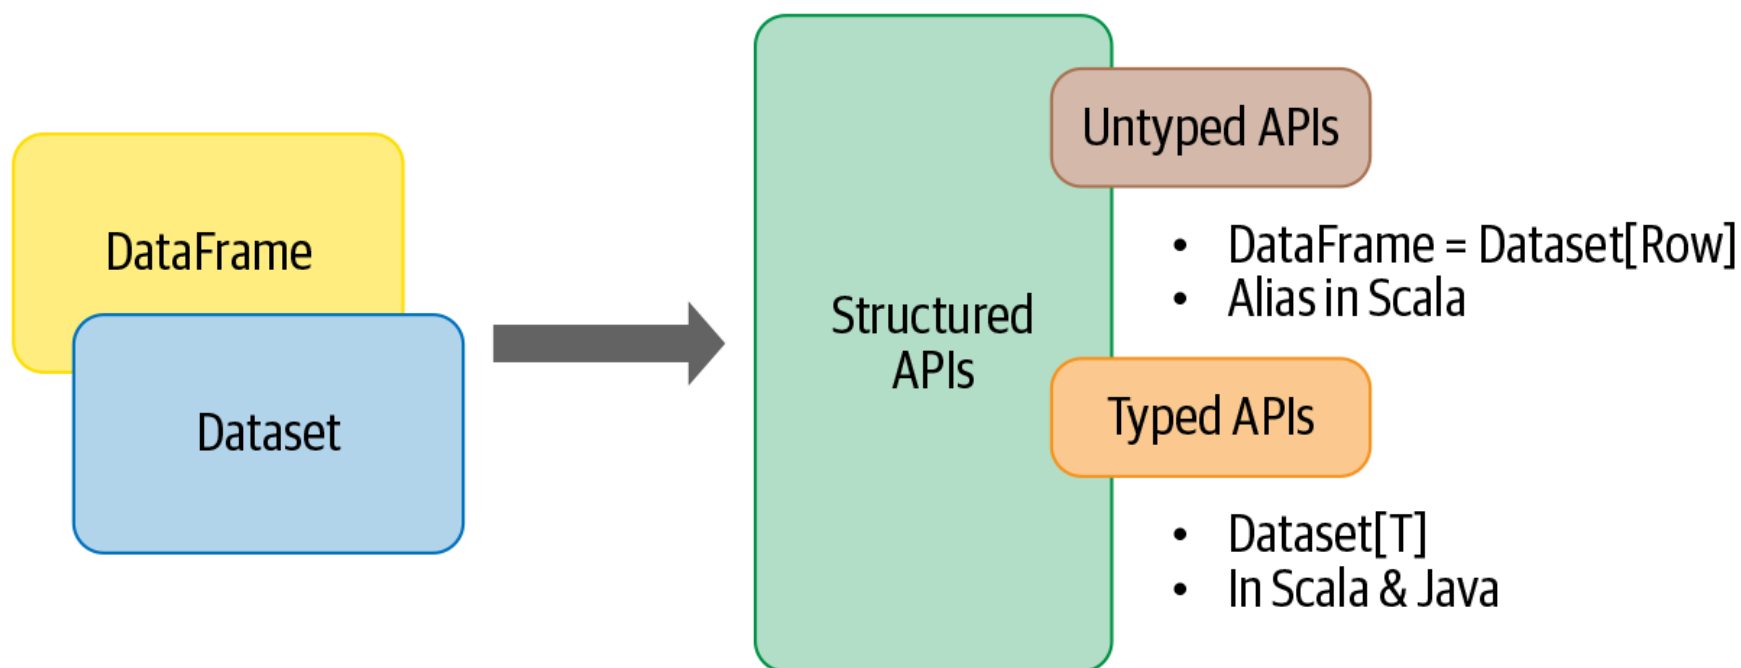 DataFrame
Dataset
Structured
APIs
Untyped APIs
• DataFrame = Dataset[Row]
• Alias in Scala
Typed APIs
• Dataset[T]
• In Scala & Java